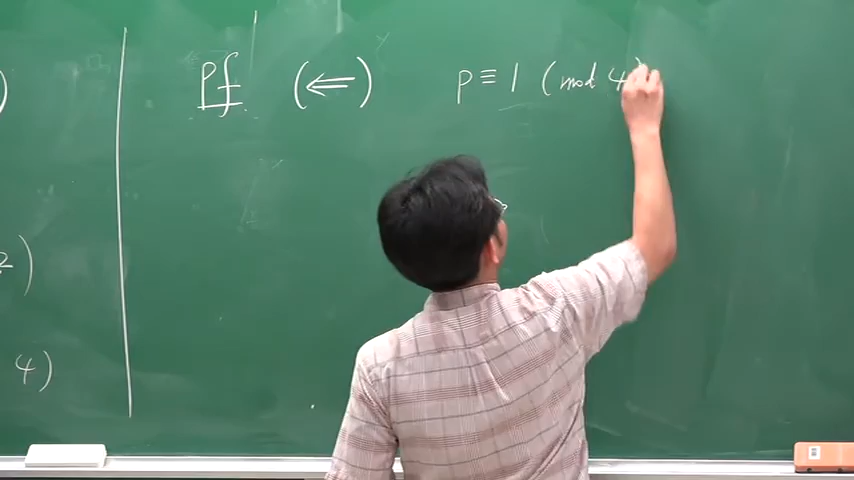 )
2)
4)
pf (⇐) p ≡ 1 (mod 4)